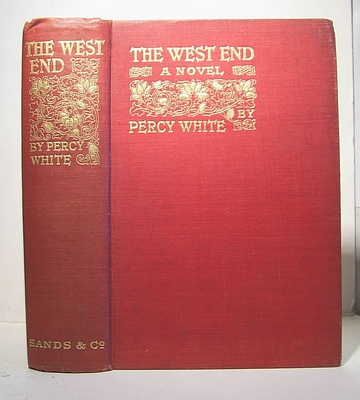 THE WEST
END
BY PERCY
WHITE
SANDS & Co
THE WEST END
A NOVEL
BY
PERCY WHITE